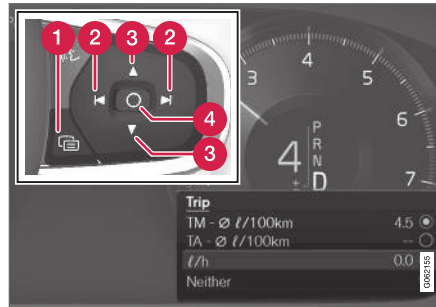 1
2
3
2
4
3
3
4
5
6
7
4
±
P
R
N
D
Trip
TM - Ø ℓ/100km 4.5
TA - Ø ℓ/100km --
ℓ/h 0.0
Neither
G062155